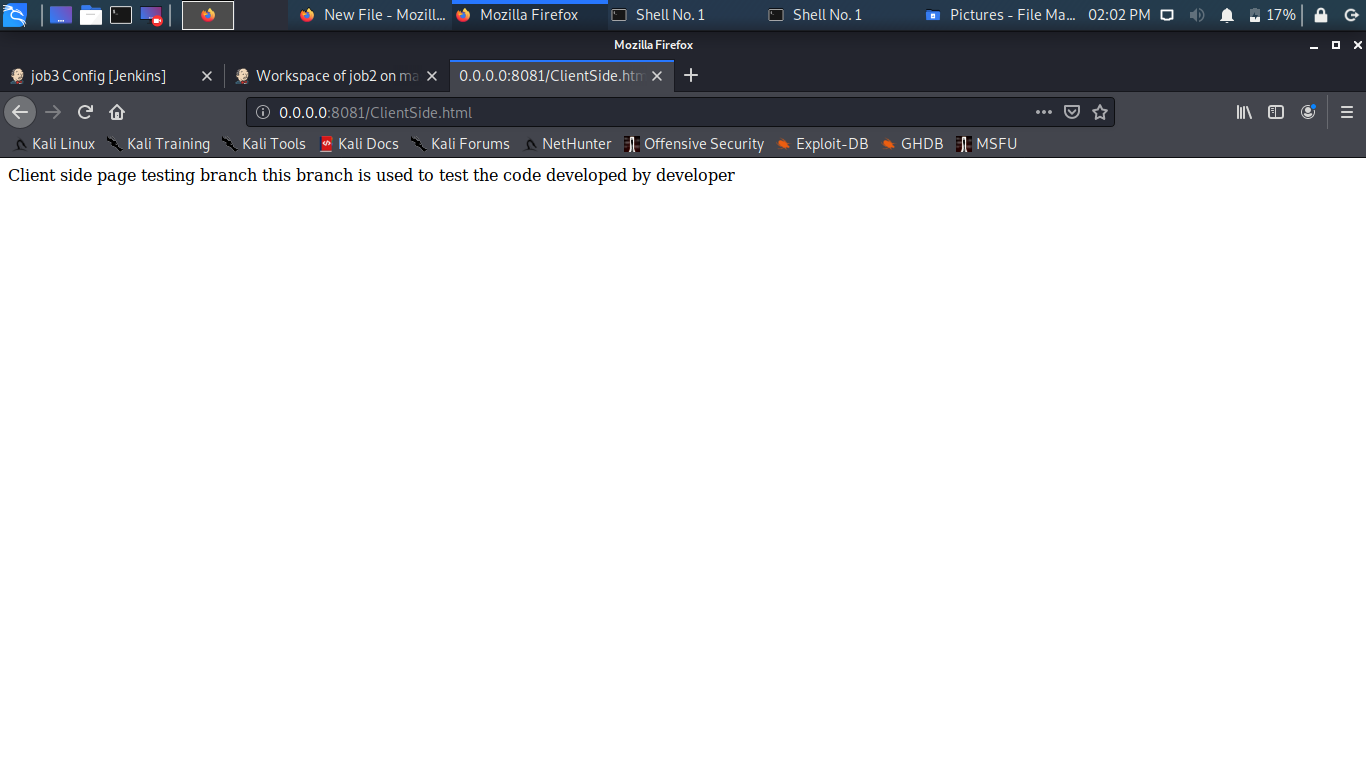 New File - Mozill... Mozilla Firefox Shell No. 1 Shell No. 1 Pictures - File Ma... 02:02 PM 17%
Mozilla Firefox
job3 Config [Jenkins] Workspace of job2 on ma 0.0.0.0:8081/ClientSide.htm
0.0.0.0:8081/ClientSide.html
Kali Linux Kali Training Kali Tools Kali Docs Kali Forums NetHunter Offensive Security Exploit-DB GHDB MSFU
Client side page testing branch this branch is used to test the code developed by developer